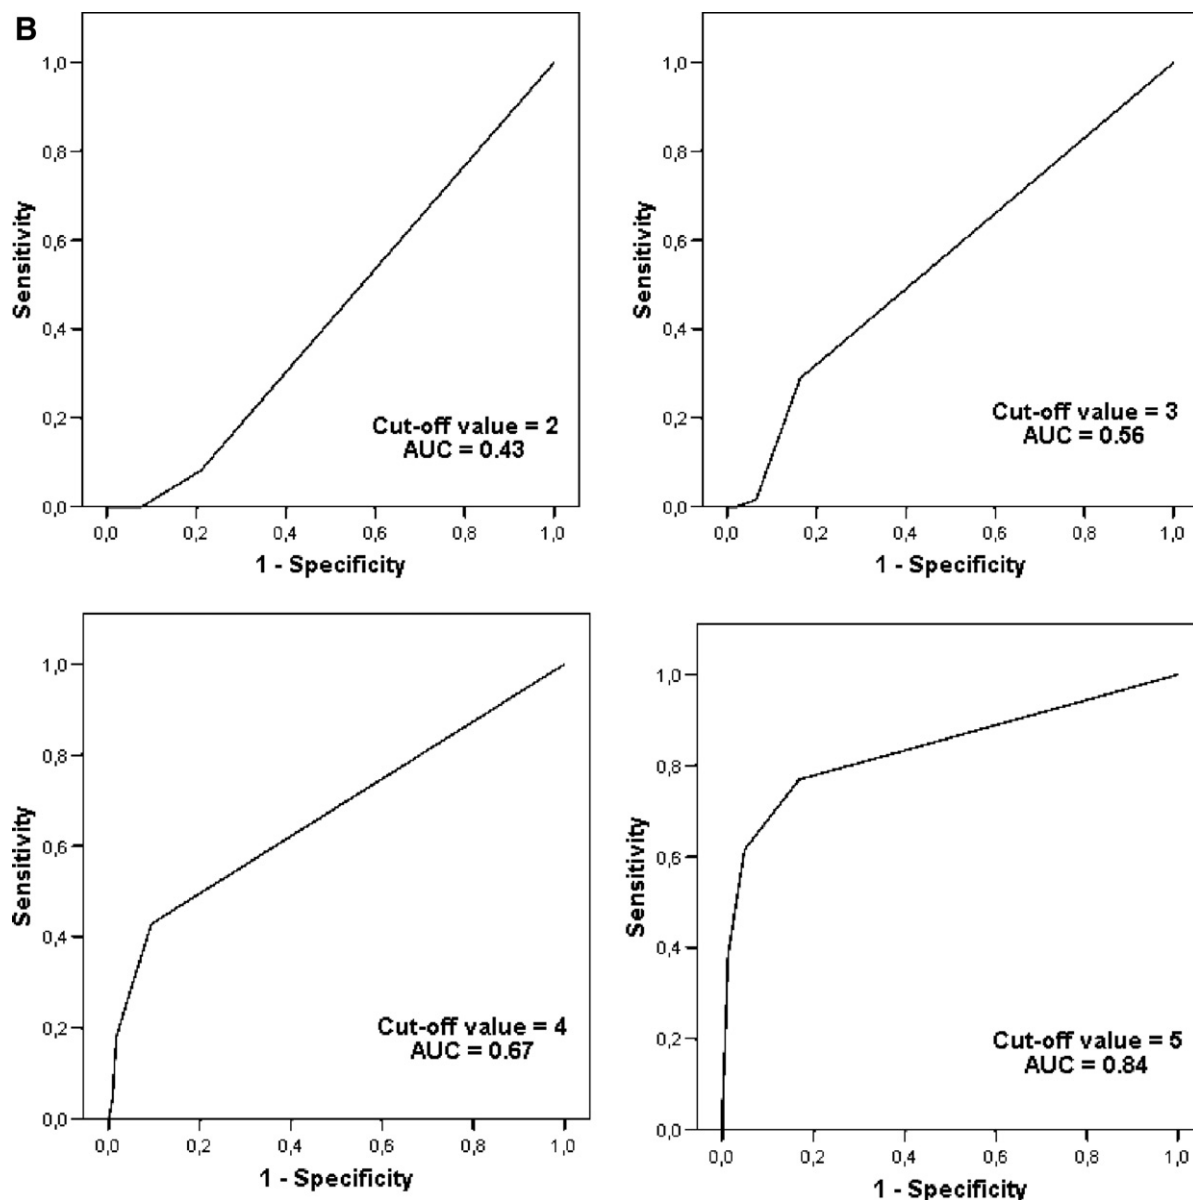 B
1,0
0,8
0,6
0,4
0,2
0,0
Sensitivity
0,0 0,2 0,4 0,6 0,8 1,0
1 - Specificity
Cut-off value = 2
AUC = 0.43
1,0
0,8
0,6
0,4
0,2
0,0
Sensitivity
0,0 0,2 0,4 0,6 0,8 1,0
1 - Specificity
Cut-off value = 3
AUC = 0.56
1,0
0,8
0,6
0,4
0,2
0,0
Sensitivity
0,0 0,2 0,4 0,6 0,8 1,0
1 - Specificity
Cut-off value = 4
AUC = 0.67
1,0
0,8
0,6
0,4
0,2
0,0
Sensitivity
0,0 0,2 0,4 0,6 0,8 1,0
1 - Specificity
Cut-off value = 5
AUC = 0.84